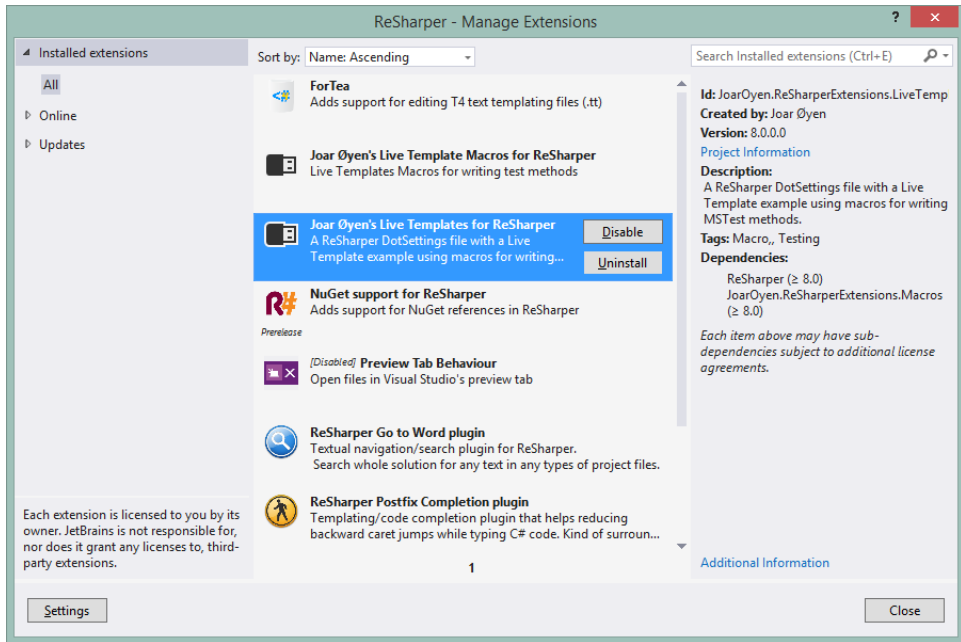 ReSharper - Manage Extensions
?
Installed extensions
All
Online
Updates
Each extension is licensed to you by its
owner. JetBrains is not responsible for,
nor does it grant any licenses to, third-
party extensions.
Sort by: Name: Ascending
ForTea
Adds support for editing T4 text templating files (.tt)
Joar Øyen's Live Template Macros for ReSharper
Live Templates Macros for writing test methods
Joar Øyen's Live Templates for ReSharper
A ReSharper DotSettings file with a Live
Template example using macros for writing...
Disable
Uninstall
R#
NuGet support for ReSharper
Adds support for NuGet references in ReSharper
Prerelease
[Disabled] Preview Tab Behaviour
Open files in Visual Studio's preview tab
ReSharper Go to Word plugin
Textual navigation/search plugin for ReSharper.
Search whole solution for any text in any types of project files.
ReSharper Postfix Completion plugin
Templating/code completion plugin that helps reducing
backward caret jumps while typing C# code. Kind of surroun...
1
Search Installed extensions (Ctrl+E)
Id: JoarOyen.ReSharperExtensions.LiveTemp
Created by: Joar Øyen
Version: 8.0.0.0
Project Information
Description:
A ReSharper DotSettings file with a Live
Template example using macros for writing
MSTest methods.
Tags: Macro,, Testing
Dependencies:
ReSharper (≥ 8.0)
JoarOyen.ReSharperExtensions.Macros
(≥ 8.0)
Each item above may have sub-
dependencies subject to additional license
agreements.
Additional Information
Settings
Close